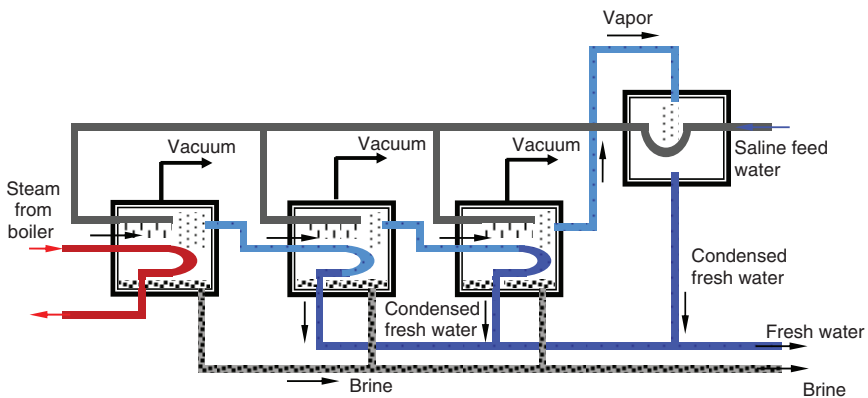 Vapor
Saline feed
water
Vacuum
Vacuum
Vacuum
Steam
from
boiler
Condensed
fresh water
Condensed
fresh water
Fresh water
Brine
Brine